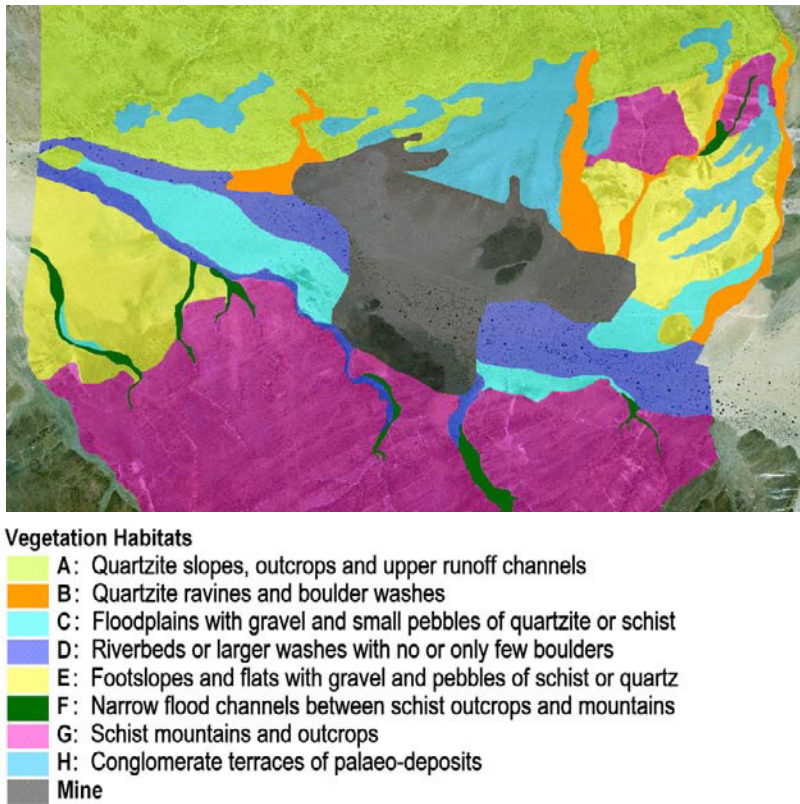 Vegetation Habitats
A: Quartzite slopes, outcrops and upper runoff channels
B: Quartzite ravines and boulder washes
C: Floodplains with gravel and small pebbles of quartzite or schist
D: Riverbeds or larger washes with no or only few boulders
E: Footslopes and flats with gravel and pebbles of schist or quartz
F: Narrow flood channels between schist outcrops and mountains
G: Schist mountains and outcrops
H: Conglomerate terraces of palaeo-deposits
Mine